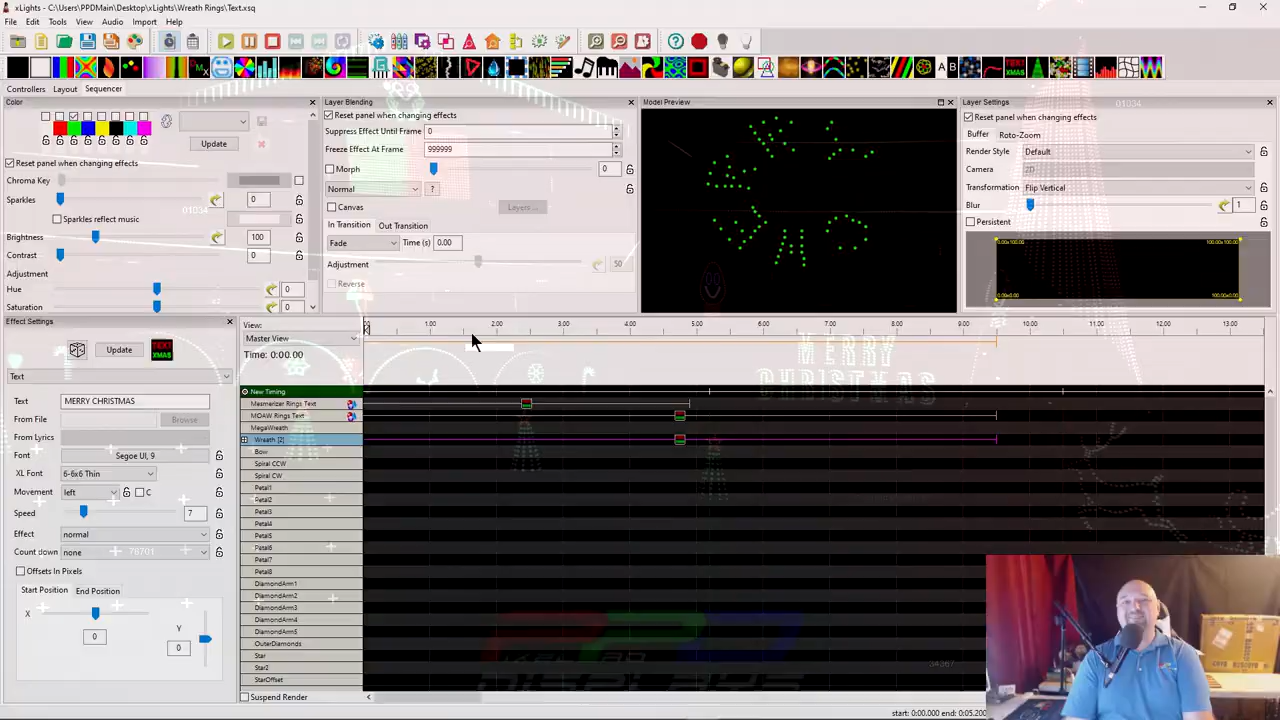 xLights - C:\Users\PPDMain\Desktop\xLights\Wreath Rings\Text.xsq
File Edit Tools View Audio Import Help
Controllers Layout Sequencer
Color
Update
Reset panel when changing effects
Chroma Key
Sparkles 0
Sparkles reflect music
Brightness 100
Contrast 0
Adjustment
Hue 0
Saturation 0
01034
Layer Blending
Reset panel when changing effects
Suppress Effect Until Frame 0
Freeze Effect At Frame 999999
Morph 0
Normal ?
Canvas Layers...
In Transition Out Transition
Fade Time (s) 0.00
Adjustment 50
Reverse
Model Preview
Layer Settings
Reset panel when changing effects
01034
Buffer Roto-Zoom
Render Style Default
Camera 2D
Transformation Flip Vertical
Blur 1
Persistent
Effect Settings
Update TEXT XMAS
Text
Text MERRY CHRISTMAS
From File Browse
From Lyrics
Font Segoe UI, 9
XL Font 6-6x6 Thin
Movement left C
Speed 7
Effect normal
Count down none
78701
Offsets In Pixels
Start Position End Position
X Y
0 0
View:
Master View
Time: 0:00.00
1.00 2.00 3.00 4.00 5.00 6.00 7.00 8.00 9.00 10.00 11.00 12.00 13.00
MERRY
CHRISTMAS
New Timing
Mesmerizer Rings Text
MOAW Rings Text
MegaWreath
Wreath [2]
Bow
Spiral CCW
Spiral CW
Petal1
Petal2
Petal3
Petal4
Petal5
Petal6
Petal7
Petal8
DiamondArm1
DiamondArm2
DiamondArm3
DiamondArm4
DiamondArm5
OuterDiamonds
Star
Star2
StarOffset
Suspend Render
start: 0:00.000 end: 0:05.200